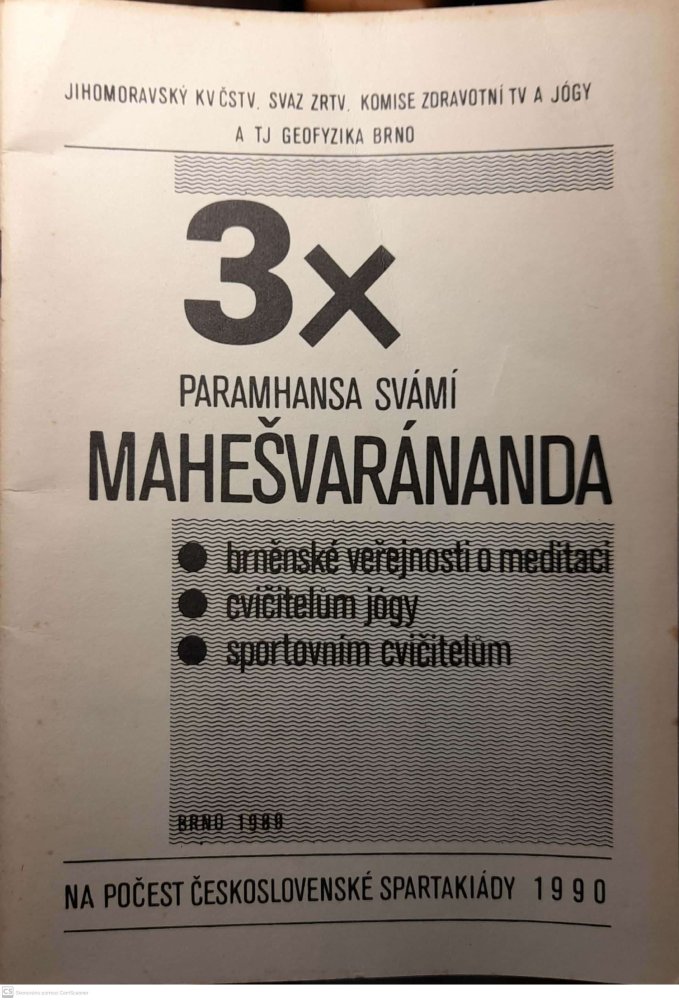 JIHOMORAVSKÝ KV ČSTV, SVAZ ZRTV, KOMISE ZDRAVOTNÍ TV A JÓGY
A TJ GEOFYZIKA BRNO
3x
PARAMHANSA SVÁMÍ
MAHEŠVARÁNANDA
● brněnské veřejnosti o meditaci
● cvičitelům jógy
● sportovním cvičitelům
BRNO
NA POČEST ČESKOSLOVENSKÉ SPARTAKIÁDY 1990
CS